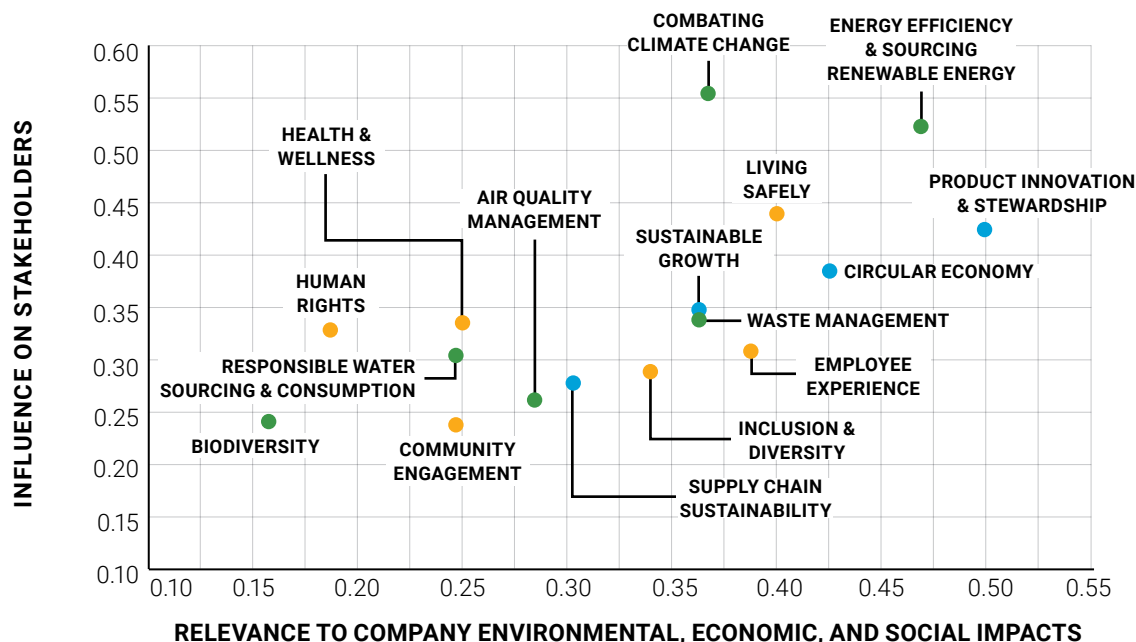 COMBATING
CLIMATE CHANGE
ENERGY EFFICIENCY
& SOURCING
RENEWABLE ENERGY
HEALTH &
WELLNESS
AIR QUALITY
MANAGEMENT
LIVING
SAFELY
PRODUCT INNOVATION
& STEWARDSHIP
SUSTAINABLE
GROWTH
CIRCULAR ECONOMY
HUMAN
RIGHTS
WASTE MANAGEMENT
RESPONSIBLE WATER
SOURCING & CONSUMPTION
EMPLOYEE
EXPERIENCE
BIODIVERSITY
COMMUNITY
ENGAGEMENT
INCLUSION &
DIVERSITY
SUPPLY CHAIN
SUSTAINABILITY
INFLUENCE ON STAKEHOLDERS
0.60
0.55
0.50
0.45
0.40
0.35
0.30
0.25
0.20
0.15
0.10
0.10 0.15 0.20 0.25 0.30 0.35 0.40 0.45 0.50 0.55
RELEVANCE TO COMPANY ENVIRONMENTAL, ECONOMIC, AND SOCIAL IMPACTS